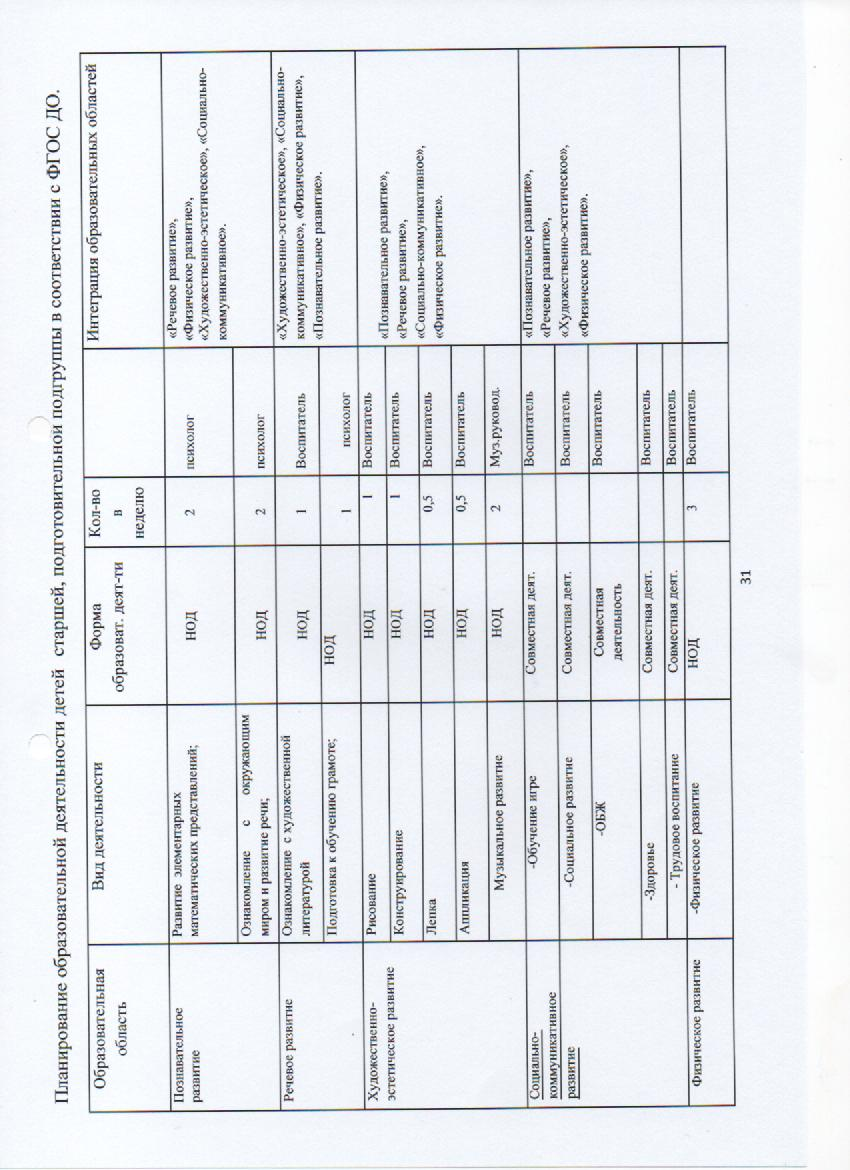 Планирование образовательной деятельности детей старшей, подготовительной подгруппы в соответствии с ФГОС ДО.
Образовательная
область
Вид деятельности
Форма
образоват. деят-ти
Кол-во
в
неделю
Интеграция образовательных областей
Познавательное
развитие
Развитие элементарных
математических представлений;
НОД
2
психолог
«Речевое развитие»,
«Физическое развитие»,
«Художественно-эстетическое», «Социально-
коммуникативное».
Ознакомление с окружающим
миром и развитие речи;
НОД
2
психолог
Речевое развитие
Ознакомление с художественной
литературой
НОД
1
Воспитатель
«Художественно-эстетическое», «Социально-
коммуникативное», «Физическое развитие»,
«Познавательное развитие».
Подготовка к обучению грамоте;
НОД
1
психолог
Художественно-
эстетическое развитие
Рисование
НОД
1
Воспитатель
«Познавательное развитие»,
«Речевое развитие»,
«Социально-коммуникативное»,
«Физическое развитие».
Конструирование
НОД
1
Воспитатель
Лепка
НОД
0,5
Воспитатель
Аппликация
НОД
0,5
Воспитатель
Музыкальное развитие
НОД
2
Муз.руковод.
Социально-
коммуникативное
развитие
-Обучение игре
Совместная деят.
Воспитатель
«Познавательное развитие»,
«Речевое развитие»,
«Художественно-эстетическое»,
«Физическое развитие».
-Социальное развитие
Совместная деят.
Воспитатель
-ОБЖ
Совместная
деятельность
Воспитатель
-Здоровье
Совместная деят.
Воспитатель
- Трудовое воспитание
Совместная деят.
Воспитатель
Физическое развитие
-Физическое развитие
НОД
3
Воспитатель
31